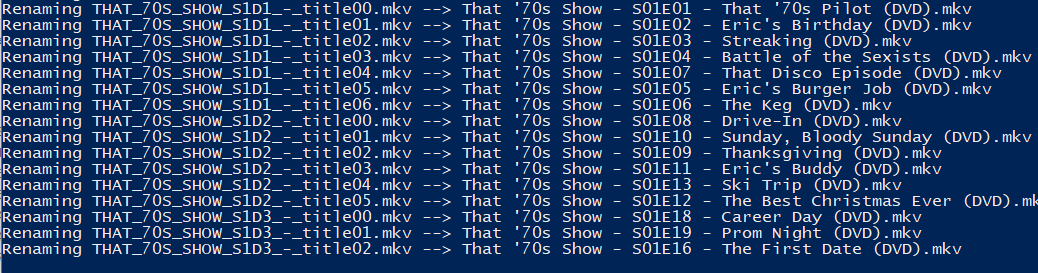 Renaming THAT_70S_SHOW_S1D1_-_title00.mkv --> That '70s Show - S01E01 - That '70s Pilot (DVD).mkv
Renaming THAT_70S_SHOW_S1D1_-_title01.mkv --> That '70s Show - S01E02 - Eric's Birthday (DVD).mkv
Renaming THAT_70S_SHOW_S1D1_-_title02.mkv --> That '70s Show - S01E03 - Streaking (DVD).mkv
Renaming THAT_70S_SHOW_S1D1_-_title03.mkv --> That '70s Show - S01E04 - Battle of the Sexists (DVD).mkv
Renaming THAT_70S_SHOW_S1D1_-_title04.mkv --> That '70s Show - S01E07 - That Disco Episode (DVD).mkv
Renaming THAT_70S_SHOW_S1D1_-_title05.mkv --> That '70s Show - S01E05 - Eric's Burger Job (DVD).mkv
Renaming THAT_70S_SHOW_S1D1_-_title06.mkv --> That '70s Show - S01E06 - The Keg (DVD).mkv
Renaming THAT_70S_SHOW_S1D2_-_title00.mkv --> That '70s Show - S01E08 - Drive-In (DVD).mkv
Renaming THAT_70S_SHOW_S1D2_-_title01.mkv --> That '70s Show - S01E10 - Sunday, Bloody Sunday (DVD).mkv
Renaming THAT_70S_SHOW_S1D2_-_title02.mkv --> That '70s Show - S01E09 - Thanksgiving (DVD).mkv
Renaming THAT_70S_SHOW_S1D2_-_title03.mkv --> That '70s Show - S01E11 - Eric's Buddy (DVD).mkv
Renaming THAT_70S_SHOW_S1D2_-_title04.mkv --> That '70s Show - S01E13 - Ski Trip (DVD).mkv
Renaming THAT_70S_SHOW_S1D2_-_title05.mkv --> That '70s Show - S01E12 - The Best Christmas Ever (DVD).mk
Renaming THAT_70S_SHOW_S1D3_-_title00.mkv --> That '70s Show - S01E18 - Career Day (DVD).mkv
Renaming THAT_70S_SHOW_S1D3_-_title01.mkv --> That '70s Show - S01E19 - Prom Night (DVD).mkv
Renaming THAT_70S_SHOW_S1D3_-_title02.mkv --> That '70s Show - S01E16 - The First Date (DVD).mkv